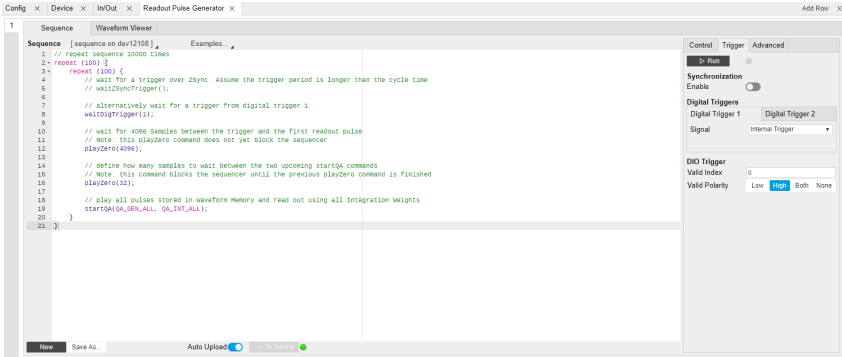 Config × Device × In/Out × Readout Pulse Generator × Add Row ×
1 Sequence Waveform Viewer
Sequence [ sequence on dev12108 ] Examples...
1 // repeat sequence 10000 times
2 repeat (100) {
3 repeat (100) {
4 // wait for a trigger over ZSync. Assume the trigger period is longer than the cycle time
5 // waitZSyncTrigger();
6
7 // alternatively wait for a trigger from digital trigger 1
8 waitDigTrigger(1);
9
10 // wait for 4096 Samples between the trigger and the first readout pulse
11 // Note: this playZero command does not yet block the sequencer
12 playZero(4096);
13
14 // define how many samples to wait between the two upcoming startQA commands
15 // Note: this command blocks the sequencer until the previous playZero command is finished
16 playZero(32);
17
18 // play all pulses stored in Waveform Memory and read out using all Integration Weights
19 startQA(QA_GEN_ALL, QA_INT_ALL);
20 }
21 }
New Save As... Auto Upload To Device
Control Trigger Advanced
Run
Synchronization
Enable
Digital Triggers
Digital Trigger 1 Digital Trigger 2
Signal Internal Trigger
DIO Trigger
Valid Index 0
Valid Polarity Low High Both None